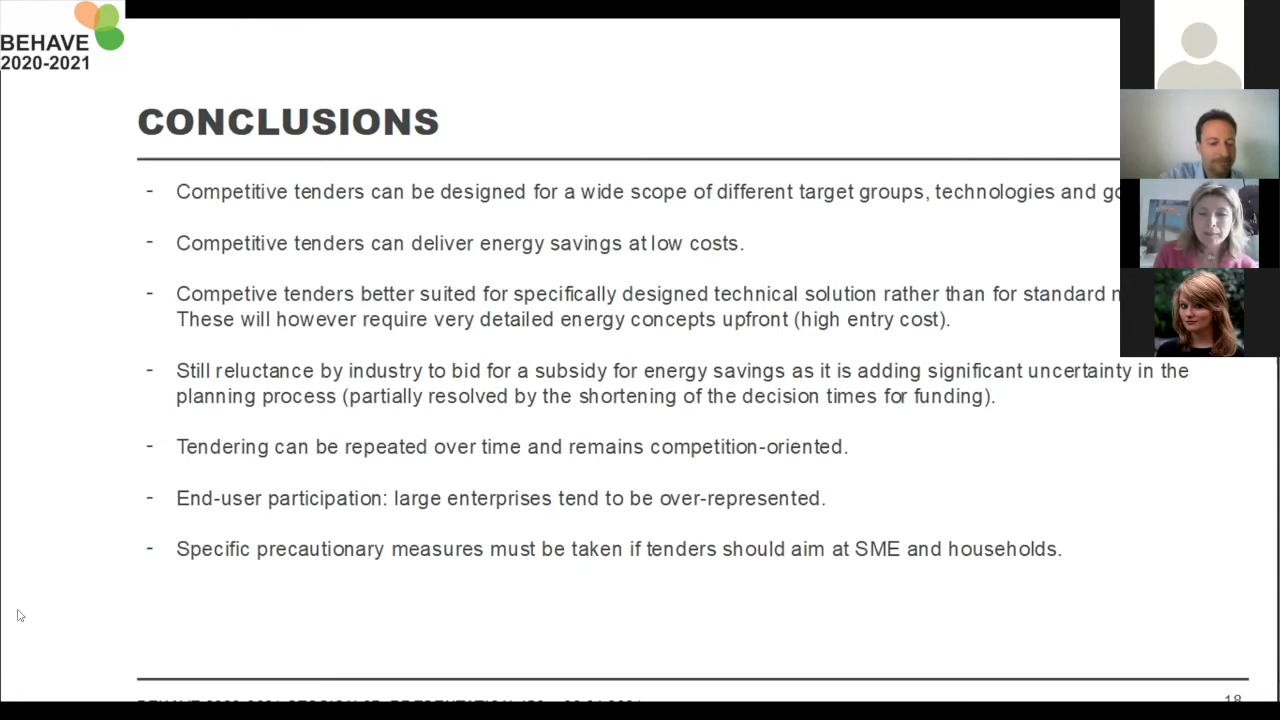 BEHAVE
2020-2021
CONCLUSIONS
- Competitive tenders can be designed for a wide scope of different target groups, technologies and
- Competitive tenders can deliver energy savings at low costs.
- Competive tenders better suited for specifically designed technical solution rather than for standard
These will however require very detailed energy concepts upfront (high entry cost).
- Still reluctance by industry to bid for a subsidy for energy savings as it is adding significant uncertainty in the
planning process (partially resolved by the shortening of the decision times for funding).
- Tendering can be repeated over time and remains competition-oriented.
- End-user participation: large enterprises tend to be over-represented.
- Specific precautionary measures must be taken if tenders should aim at SME and households.
18